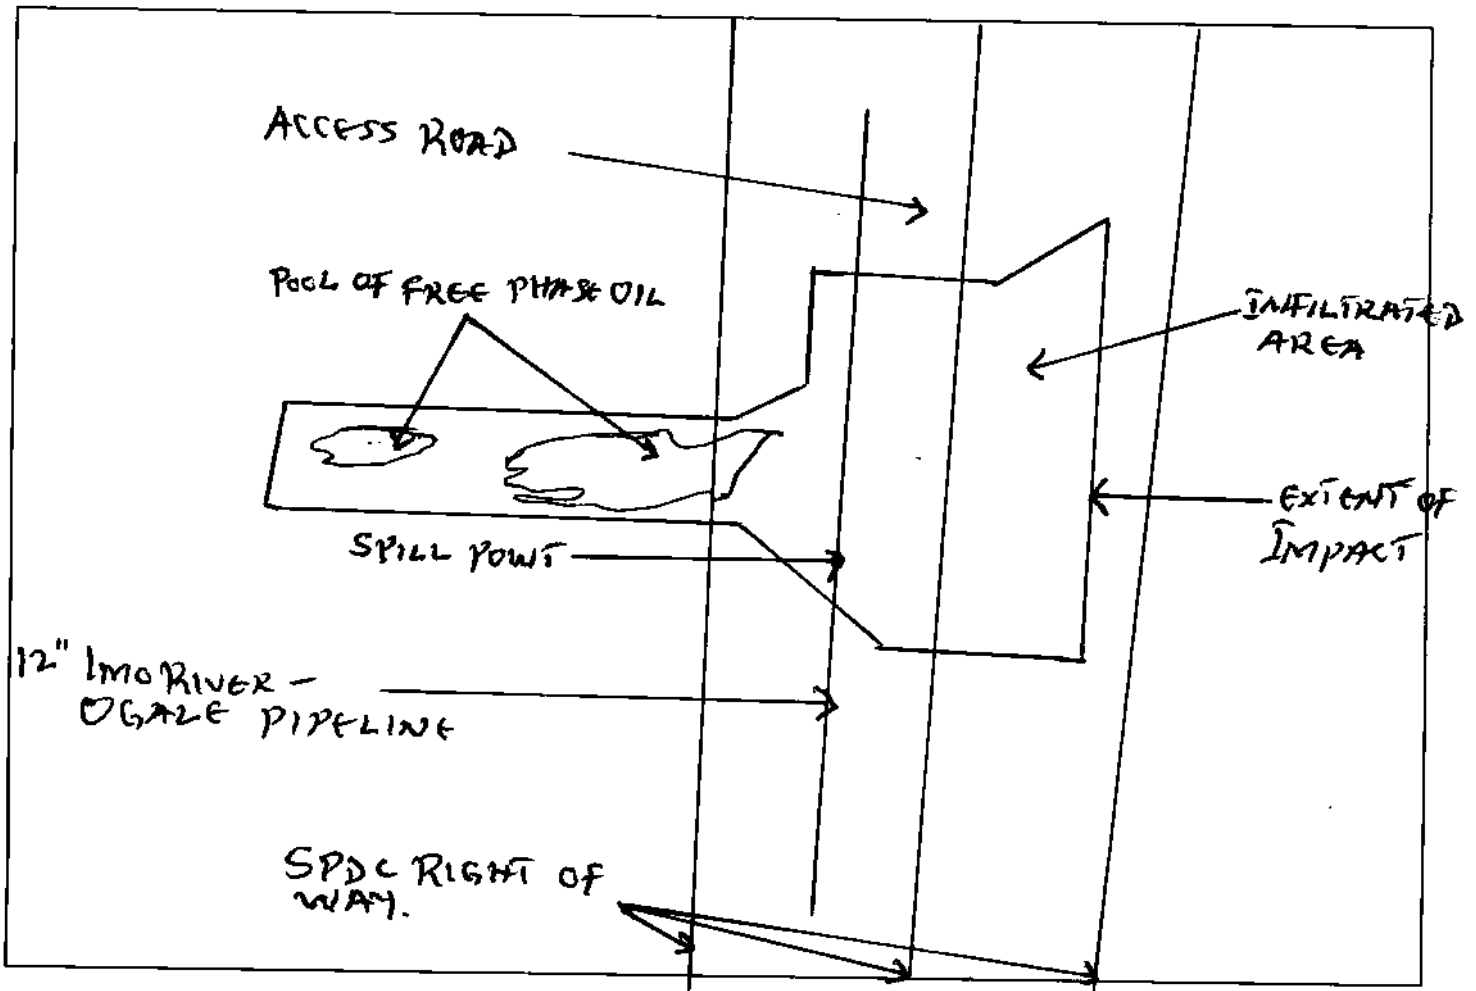 ACCESS ROAD
POOL OF FREE PHASE OIL
INFILTRATED
AREA
EXTENT OF
IMPACT
SPILL POINT
12" IMO RIVER -
OGALE PIPELINE
SPDC RIGHT OF
WAY.